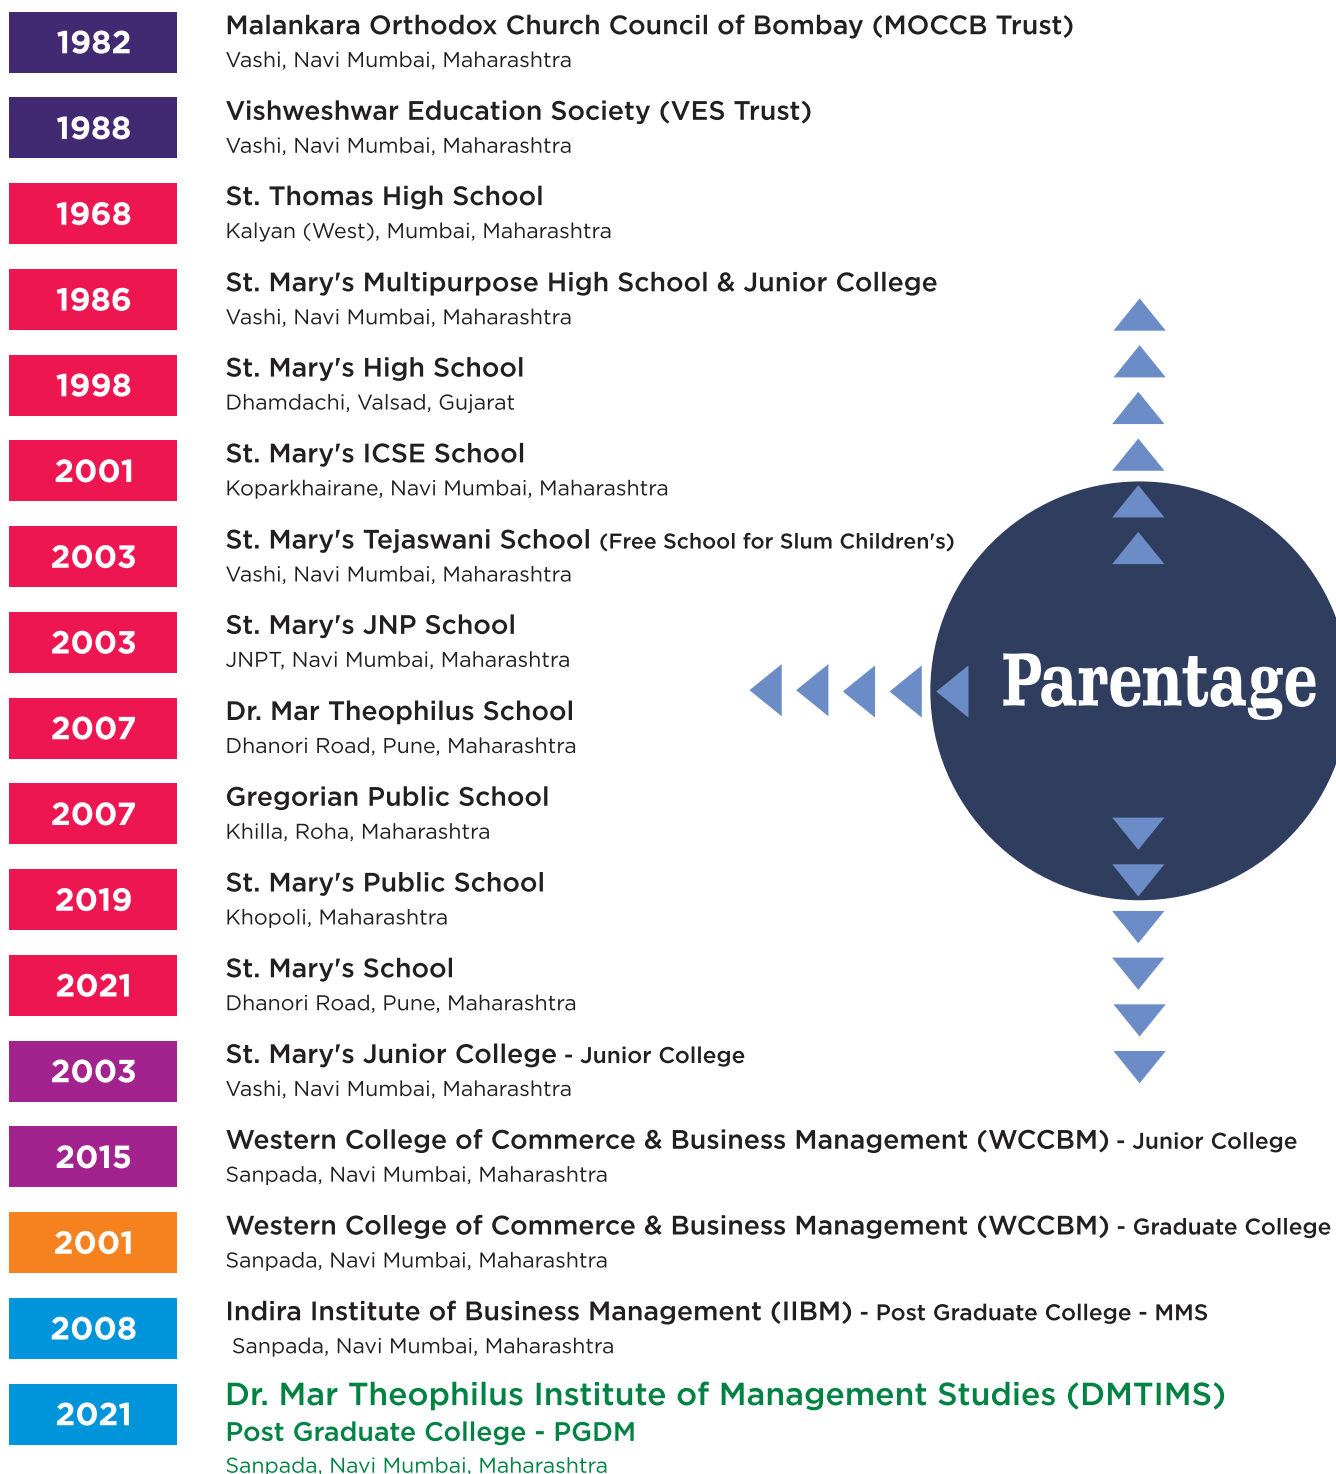 1982
Malankara Orthodox Church Council of Bombay (MOCCB Trust)
Vashi, Navi Mumbai, Maharashtra
1988
Vishweshwar Education Society (VES Trust)
Vashi, Navi Mumbai, Maharashtra
1968
St. Thomas High School
Kalyan (West), Mumbai, Maharashtra
1986
St. Mary's Multipurpose High School & Junior College
Vashi, Navi Mumbai, Maharashtra
1998
St. Mary's High School
Dhamdachi, Valsad, Gujarat
2001
St. Mary's ICSE School
Koparkhairane, Navi Mumbai, Maharashtra
2003
St. Mary's Tejaswani School (Free School for Slum Children's)
Vashi, Navi Mumbai, Maharashtra
2003
St. Mary's JNP School
JNPT, Navi Mumbai, Maharashtra
Parentage
2007
Dr. Mar Theophilus School
Dhanori Road, Pune, Maharashtra
2007
Gregorian Public School
Khilla, Roha, Maharashtra
2019
St. Mary's Public School
Khopoli, Maharashtra
2021
St. Mary's School
Dhanori Road, Pune, Maharashtra
2003
St. Mary's Junior College - Junior College
Vashi, Navi Mumbai, Maharashtra
2015
Western College of Commerce & Business Management (WCCBM) - Junior College
Sanpada, Navi Mumbai, Maharashtra
2001
Western College of Commerce & Business Management (WCCBM) - Graduate College
Sanpada, Navi Mumbai, Maharashtra
2008
Indira Institute of Business Management (IIBM) - Post Graduate College - MMS
Sanpada, Navi Mumbai, Maharashtra
2021
Dr. Mar Theophilus Institute of Management Studies (DMTIMS)
Post Graduate College - PGDM
Sanpada, Navi Mumbai, Maharashtra